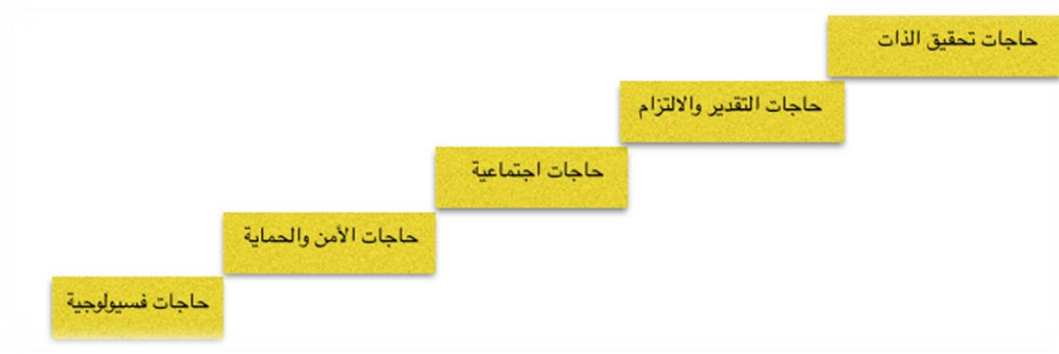 حاجات تحقيق الذات
حاجات التقدير والالتزام
حاجات اجتماعية
حاجات الأمن والحماية
حاجات فسيولوجية